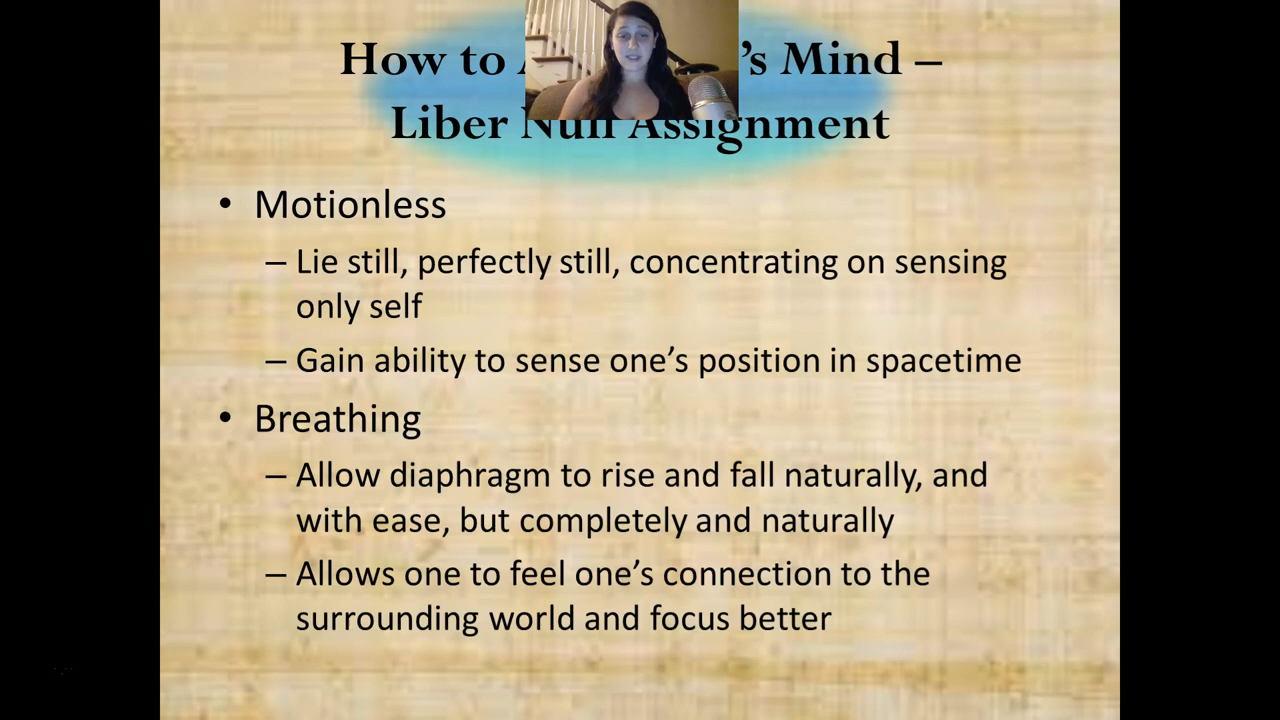 How to 's Mind –
Liber Null Assignment
• Motionless
– Lie still, perfectly still, concentrating on sensing
only self
– Gain ability to sense one's position in spacetime
• Breathing
– Allow diaphragm to rise and fall naturally, and
with ease, but completely and naturally
– Allows one to feel one's connection to the
surrounding world and focus better